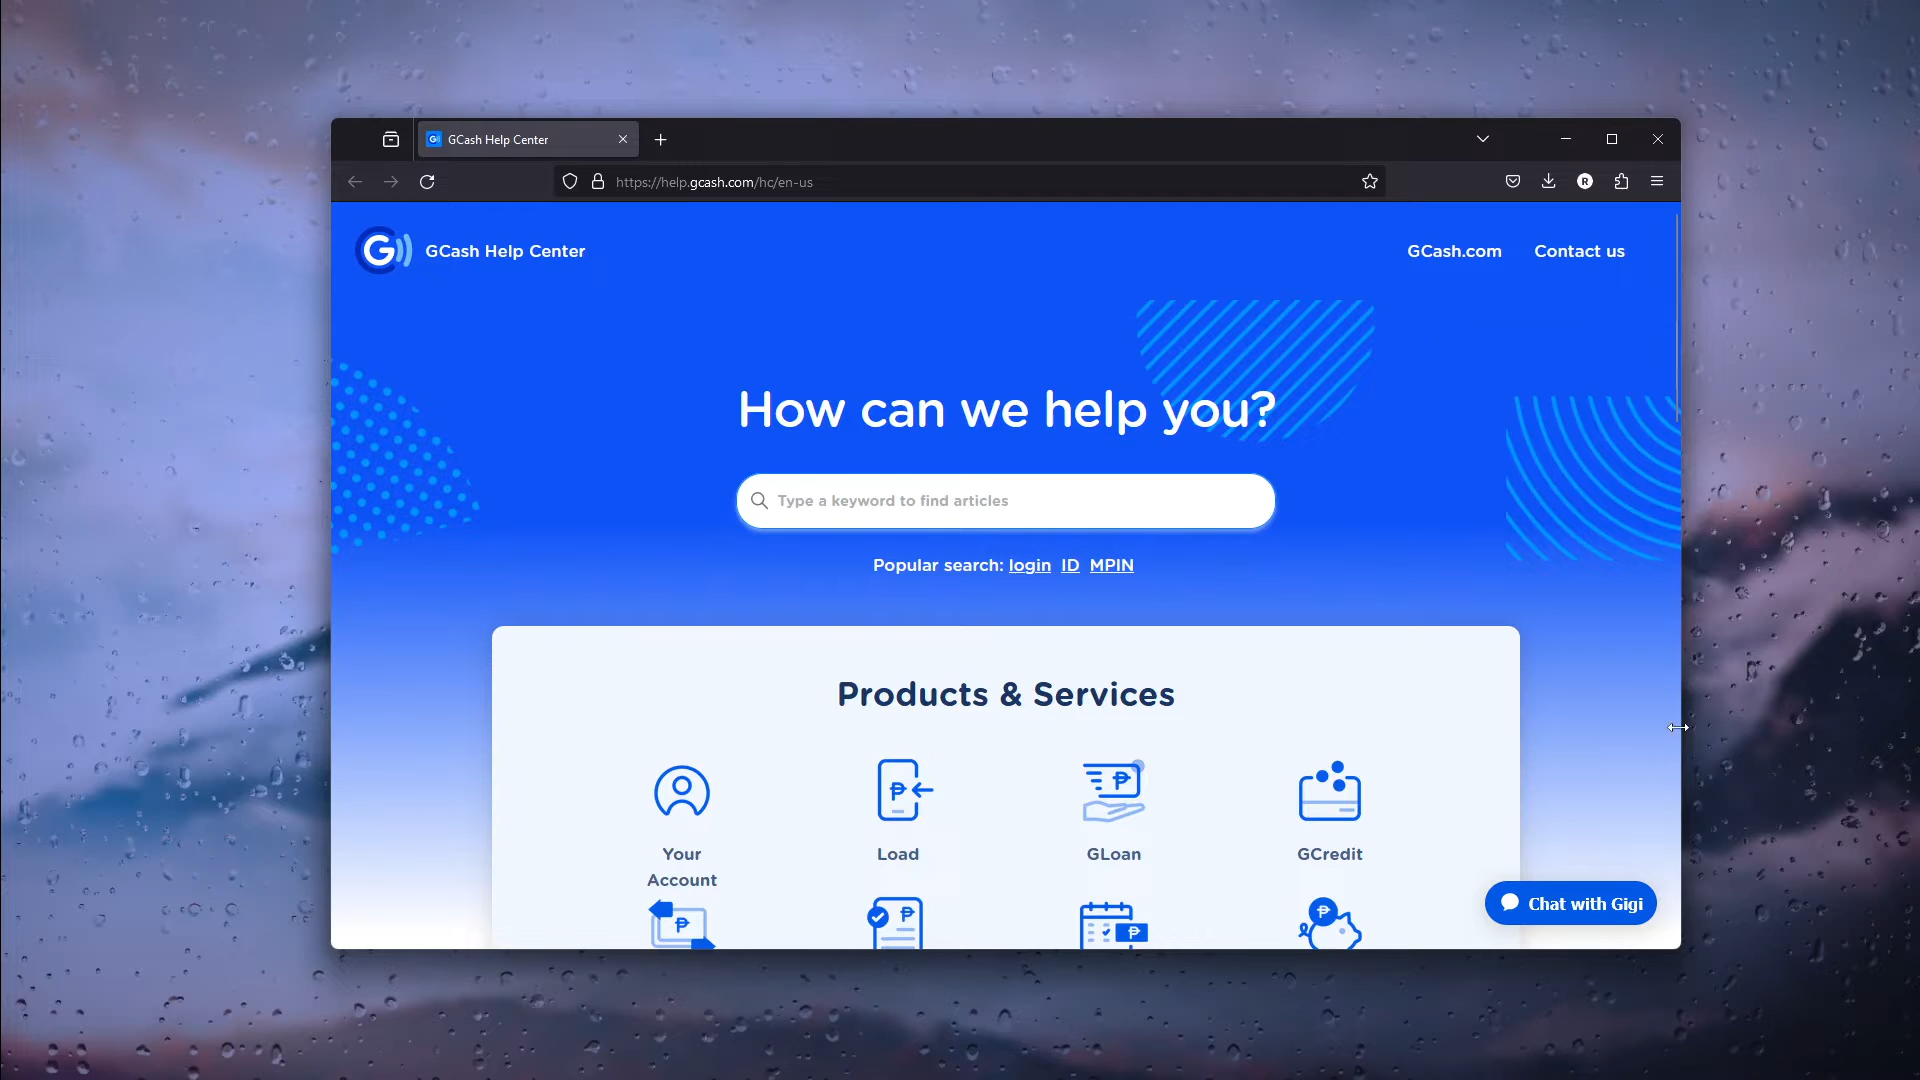 GCash Help Center
https://help.gcash.com/hc/en-us
R
GCash Help Center
GCash.com
Contact us
How can we help you?
Type a keyword to find articles
Popular search: login ID MPIN
Products & Services
Your
Account
Load
GLoan
GCredit
Chat with Gigi